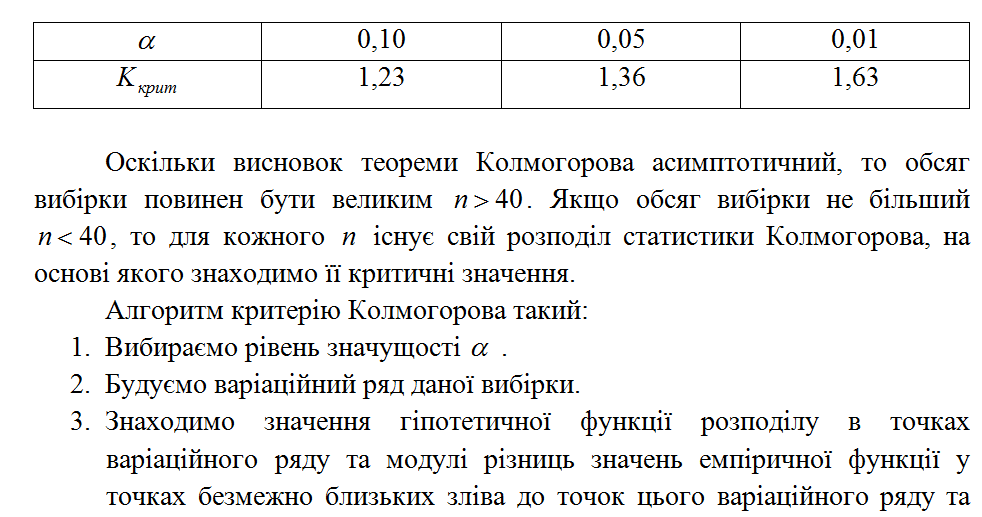 α 0,10 0,05 0,01
K крит 1,23 1,36 1,63
Оскільки висновок теореми Колмогорова асимптотичний, то обсяг
вибірки повинен бути великим n > 40. Якщо обсяг вибірки не більший
n < 40, то для кожного n існує свій розподіл статистики Колмогорова, на
основі якого знаходимо її критичні значення.
Алгоритм критерію Колмогорова такий:
1. Вибираємо рівень значущості α .
2. Будуємо варіаційний ряд даної вибірки.
3. Знаходимо значення гіпотетичної функції розподілу в точках
варіаційного ряду та модулі різниць значень емпіричної функції у
точках безмежно близьких зліва до точок цього варіаційного ряду та